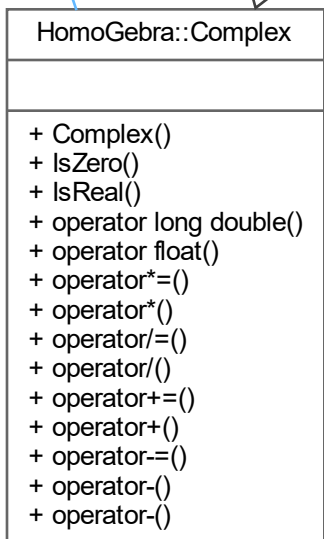 HomoGebra::Complex
+ Complex()
+ IsZero()
+ IsReal()
+ operator long double()
+ operator float()
+ operator*=()
+ operator*()
+ operator/=()
+ operator/()
+ operator+=()
+ operator+()
+ operator-=()
+ operator-()
+ operator-()